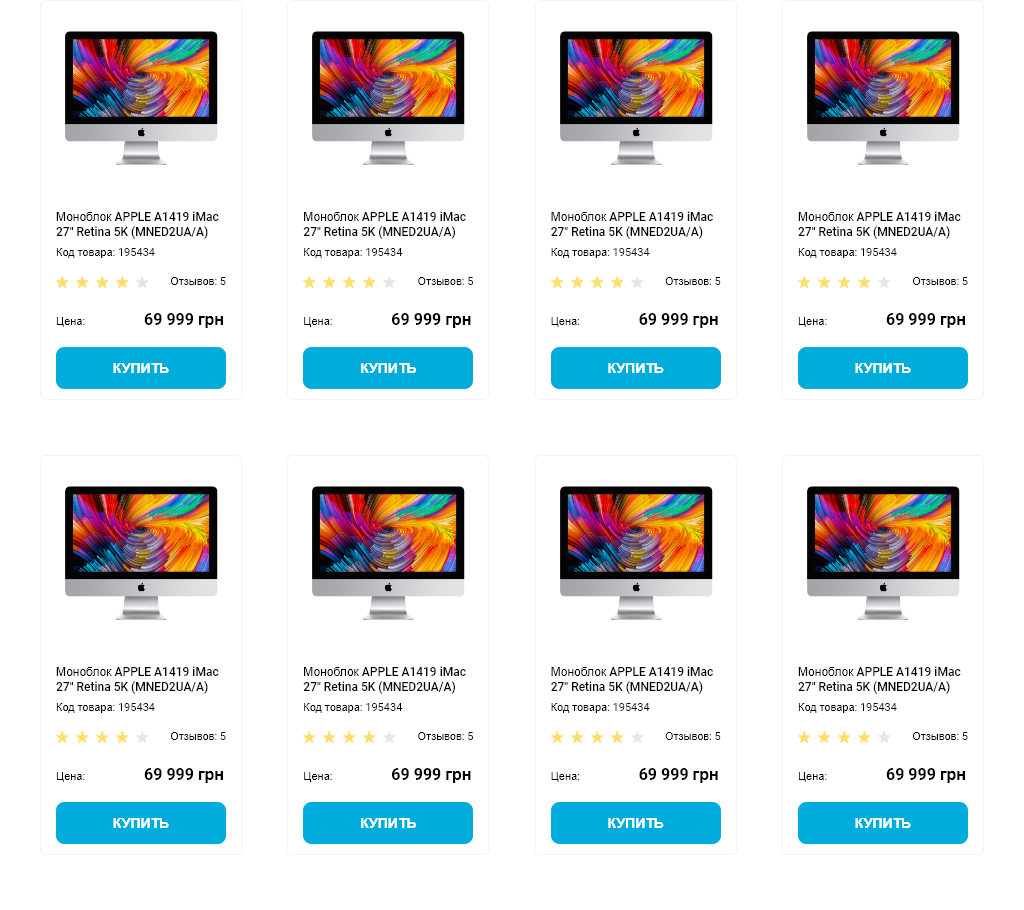 Моноблок APPLE A1419 iMac
27" Retina 5K (MNED2UA/A)
Код товара: 195434
Отзывов: 5
Цена: 69 999 грн
КУПИТЬ
Моноблок APPLE A1419 iMac
27" Retina 5K (MNED2UA/A)
Код товара: 195434
Отзывов: 5
Цена: 69 999 грн
КУПИТЬ
Моноблок APPLE A1419 iMac
27" Retina 5K (MNED2UA/A)
Код товара: 195434
Отзывов: 5
Цена: 69 999 грн
КУПИТЬ
Моноблок APPLE A1419 iMac
27" Retina 5K (MNED2UA/A)
Код товара: 195434
Отзывов: 5
Цена: 69 999 грн
КУПИТЬ
Моноблок APPLE A1419 iMac
27" Retina 5K (MNED2UA/A)
Код товара: 195434
Отзывов: 5
Цена: 69 999 грн
КУПИТЬ
Моноблок APPLE A1419 iMac
27" Retina 5K (MNED2UA/A)
Код товара: 195434
Отзывов: 5
Цена: 69 999 грн
КУПИТЬ
Моноблок APPLE A1419 iMac
27" Retina 5K (MNED2UA/A)
Код товара: 195434
Отзывов: 5
Цена: 69 999 грн
КУПИТЬ
Моноблок APPLE A1419 iMac
27" Retina 5K (MNED2UA/A)
Код товара: 195434
Отзывов: 5
Цена: 69 999 грн
КУПИТЬ